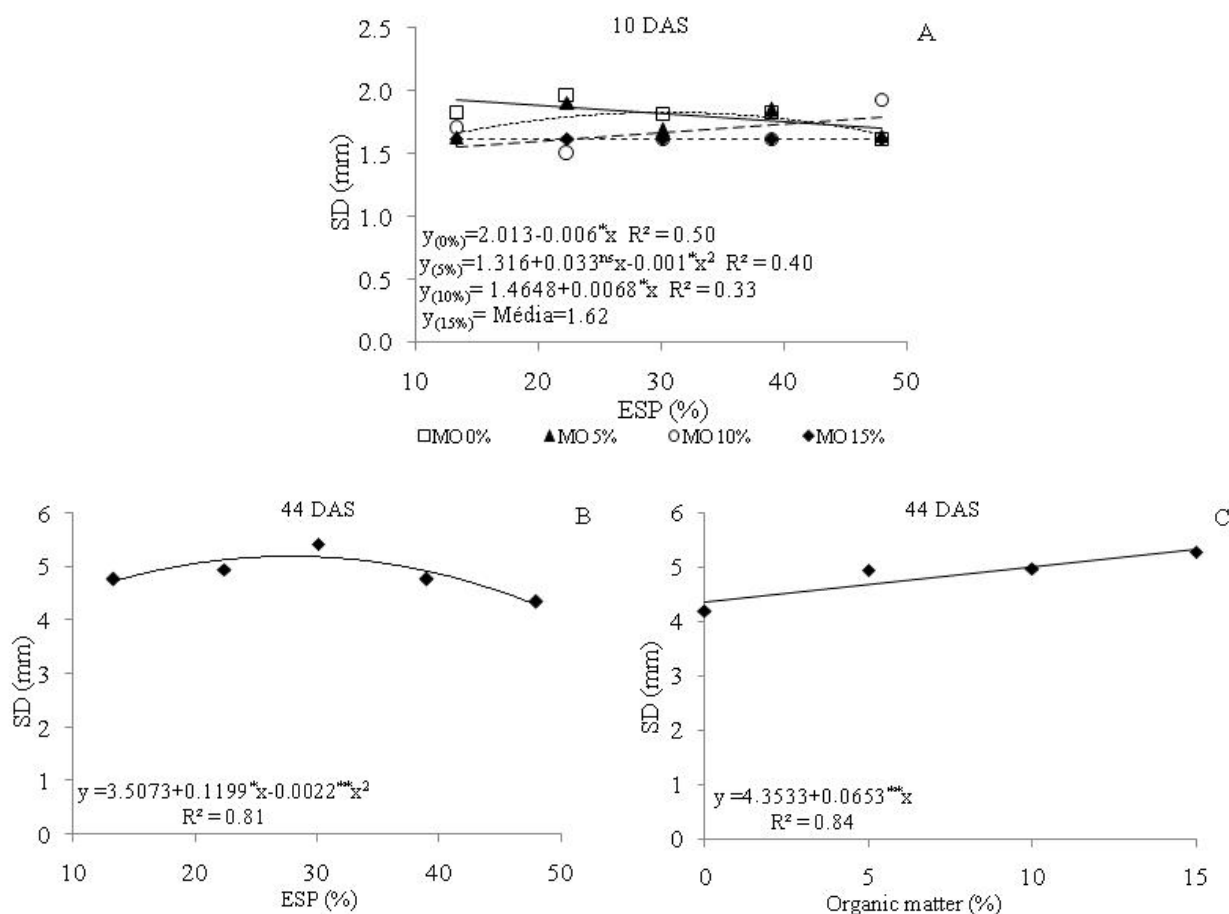 10 DAS
A
2.5
2.0
1.5
1.0
0.5
0.0
SD (mm)
y(0%)=2.013-0.006*x R² = 0.50
y(5%)=1.316+0.033ⁿˢx-0.001*x² R² = 0.40
y(10%)= 1.4648+0.0068*x R² = 0.33
y(15%)= Média=1.62
10 20 30 40 50
ESP (%)
MO 0% MO 5% MO 10% MO 15%
44 DAS
B
6
5
4
3
2
1
0
SD (mm)
y =3.5073+0.1199*x-0.0022**x²
R² = 0.81
10 20 30 40 50
ESP (%)
44 DAS
C
6
5
4
3
2
1
0
SD (mm)
y =4.3533+0.0653**x
R² = 0.84
0 5 10 15
Organic matter (%)